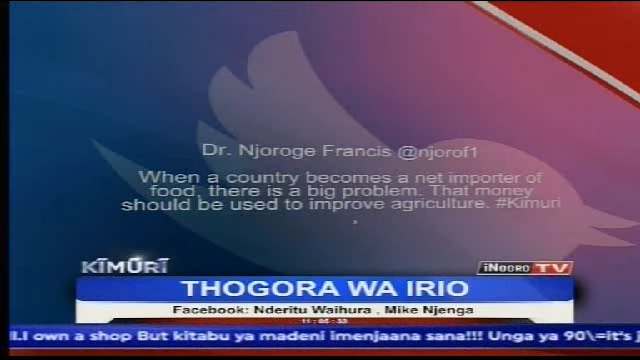 Dr. Njoroge Francis @njorof1
When a country becomes a net importer of
food, there is a big problem. That money
should be used to improve agriculture. #Kimuri
KĪMŨRĪ
iNOORO TV
THOGORA WA IRIO
Facebook: Nderitu Waihura , Mike Njenga
l.I own a shop But kitabu ya madeni imenjaana sana!!! Unga ya 90\=it's